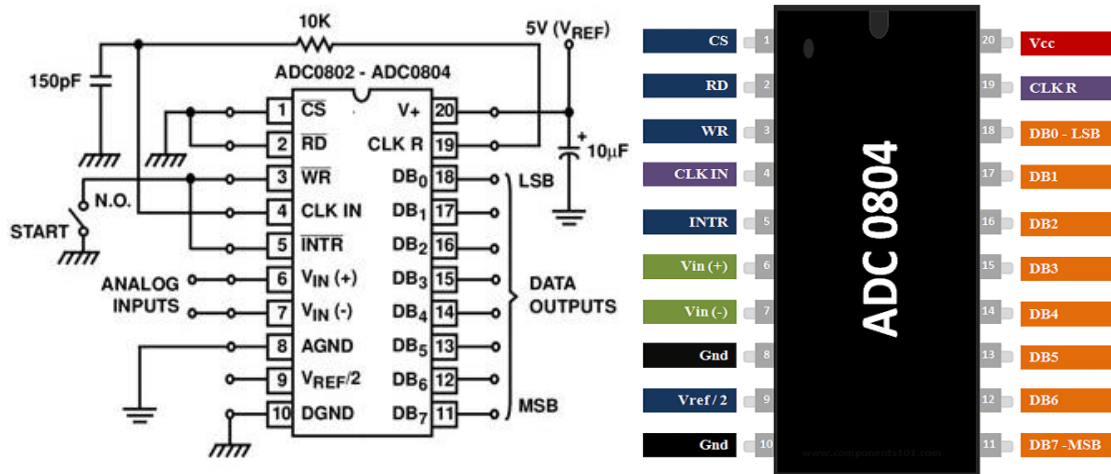 10K
5V (VREF)
150pF
ADC0802 - ADC0804
1 CS V+ 20
2 RD CLK R 19
10µF
+
3 WR DB0 18 LSB
N.O.
4 CLK IN DB1 17
START
5 INTR DB2 16
ANALOG
INPUTS
6 VIN (+) DB3 15
DATA
OUTPUTS
7 VIN (-) DB4 14
8 AGND DB5 13
9 VREF/2 DB6 12
MSB
10 DGND DB7 11
CS 1 20 Vcc
RD 2 19 CLK R
WR 3 18 DB0 - LSB
CLK IN 4 17 DB1
INTR 5 16 DB2
Vin (+) 6 15 DB3
Vin (-) 7 14 DB4
Gnd 8 13 DB5
Vref / 2 9 12 DB6
Gnd 10 11 DB7 -MSB
ADC 0804
www.components101.com